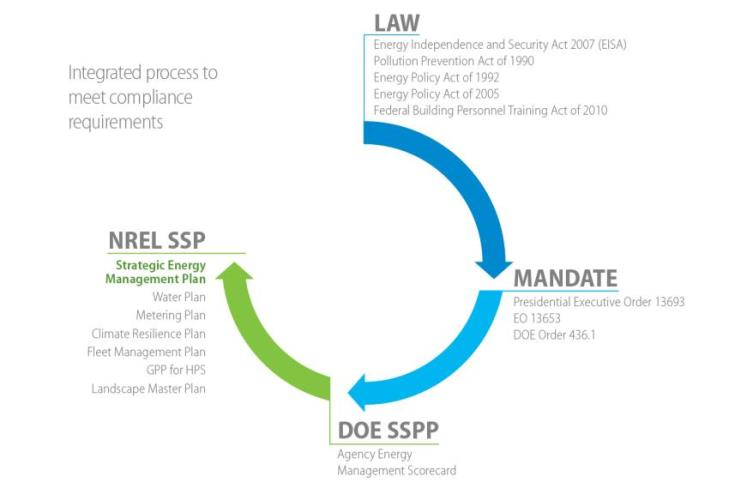 Integrated process to
meet compliance
requirements
LAW
Energy Independence and Security Act 2007 (EISA)
Pollution Prevention Act of 1990
Energy Policy Act of 1992
Energy Policy Act of 2005
Federal Building Personnel Training Act of 2010
MANDATE
Presidential Executive Order 13693
EO 13653
DOE Order 436.1
DOE SSPP
Agency Energy
Management Scorecard
NREL SSP
Strategic Energy
Management Plan
Water Plan
Metering Plan
Climate Resilience Plan
Fleet Management Plan
GPP for HPS
Landscape Master Plan